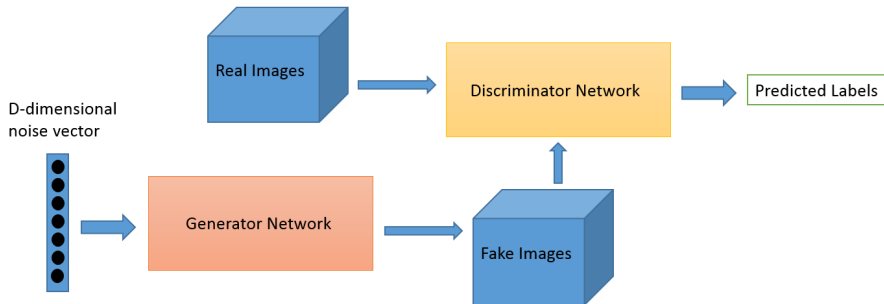 Real Images
Discriminator Network
Predicted Labels
D-dimensional
noise vector
Generator Network
Fake Images